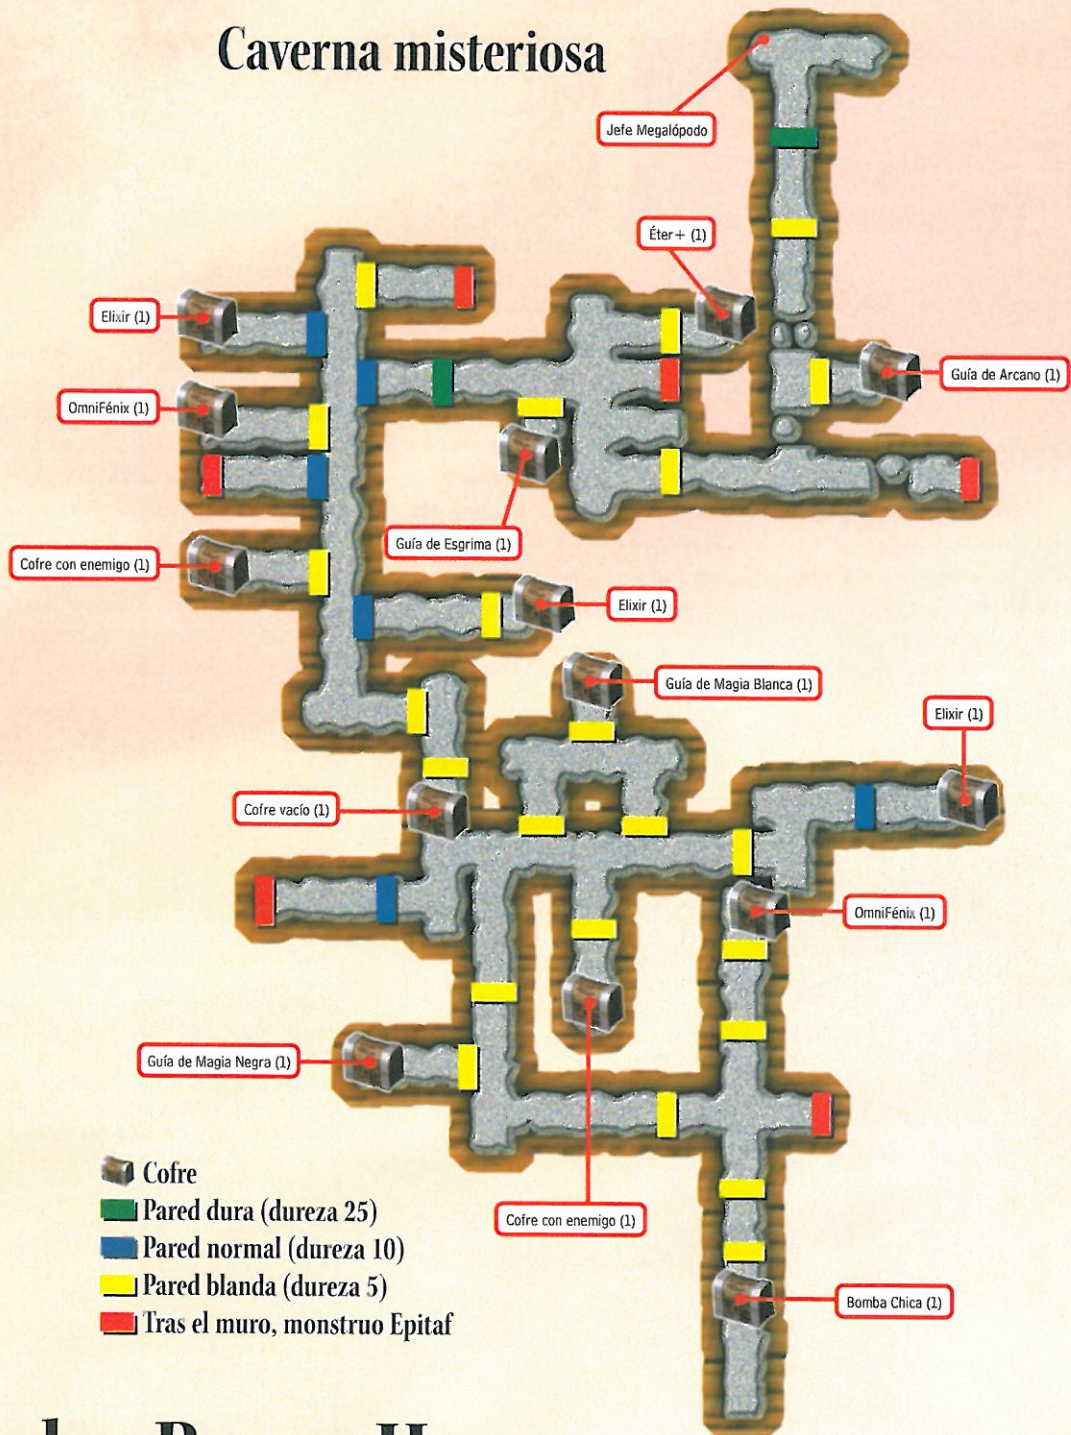 Caverna misteriosa
Jefe Megalópodo
Éter+ (1)
Elixir (1)
Guía de Arcano (1)
OmniFénix (1)
Guía de Esgrima (1)
Cofre con enemigo (1)
Elixir (1)
Guía de Magia Blanca (1)
Elixir (1)
Cofre vacío (1)
OmniFénix (1)
Guía de Magia Negra (1)
Cofre
Pared dura (dureza 25)
Cofre con enemigo (1)
Pared normal (dureza 10)
Pared blanda (dureza 5)
Bomba Chica (1)
Tras el muro, monstruo Epitaf